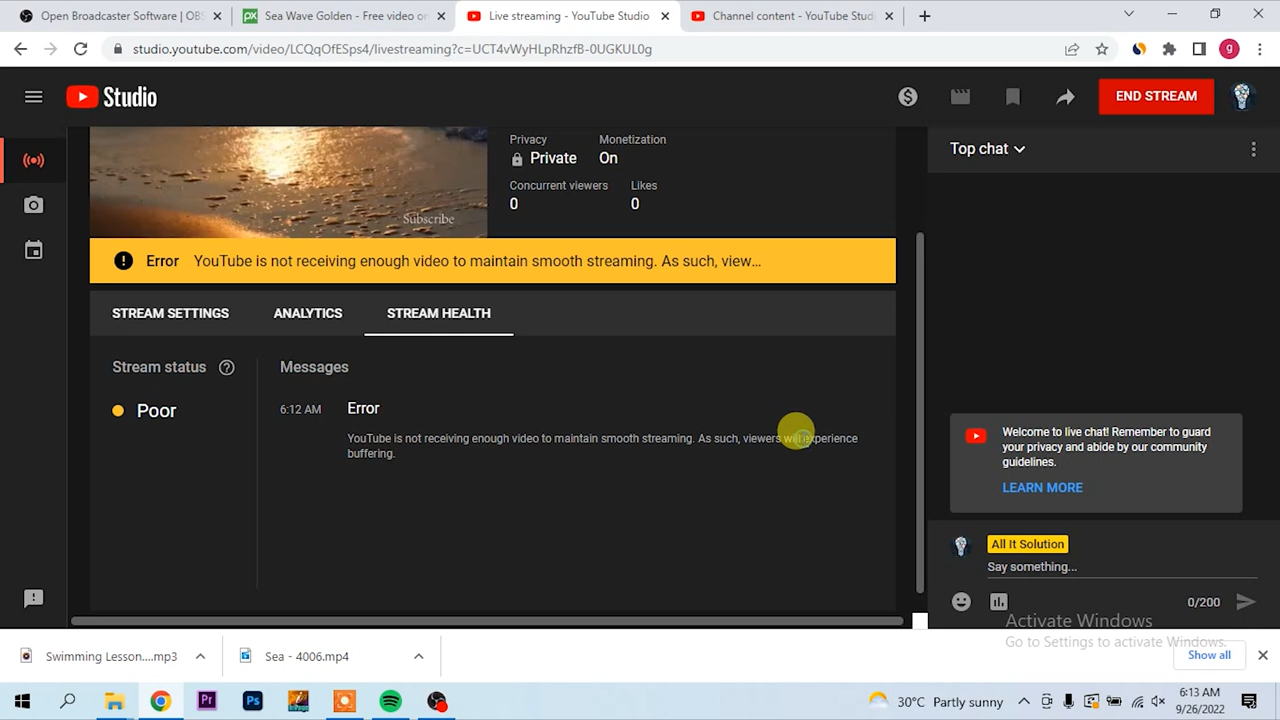 Open Broadcaster Software | OBS
Sea Wave Golden - Free video on
Live streaming - YouTube Studio
Channel content - YouTube Studi
studio.youtube.com/video/LCQqOfESps4/livestreaming?c=UCT4vWyHLpRhzfB-0UGKUL0g
g
Studio
END STREAM
Privacy
Monetization
Private
On
Concurrent viewers
Likes
0
0
Subscribe
Top chat
Error YouTube is not receiving enough video to maintain smooth streaming. As such, view...
STREAM SETTINGS
ANALYTICS
STREAM HEALTH
Stream status
Messages
Poor
6:12 AM
Error
YouTube is not receiving enough video to maintain smooth streaming. As such, viewers will experience
buffering.
Welcome to live chat! Remember to guard
your privacy and abide by our community
guidelines.
LEARN MORE
All It Solution
Say something...
0/200
Activate Windows
Go to Settings to activate Windows.
Swimming Lesson....mp3
Sea - 4006.mp4
Show all
Pr
Ps
30°C Partly sunny
6:13 AM
9/26/2022